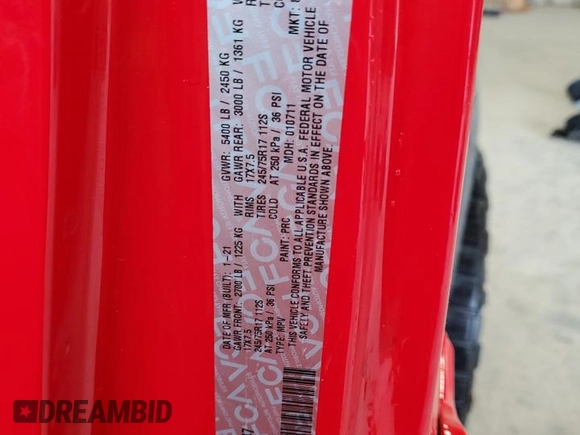 DATE OF MFR (BUILT): 1-21 GVWR: 5400 LB / 2450 KG
GAWR FRONT: 2700 LB / 1225 KG WITH GAWR REAR: 3000 LB / 1361 KG
17X7.5 RIMS 17X7.5
245/75R17 112S TIRES 245/75R17 112S
AT 250 kPa / 36 PSI COLD AT 250 kPa / 36 PSI
TYPE: MPV PAINT: PRC MDH: 010711 MKT:
THIS VEHICLE CONFORMS TO ALL APPLICABLE U.S.A. FEDERAL MOTOR VEHICLE
SAFETY, AND THEFT PREVENTION STANDARDS IN EFFECT ON THE DATE OF
MANUFACTURE SHOWN ABOVE.
DREAMBID